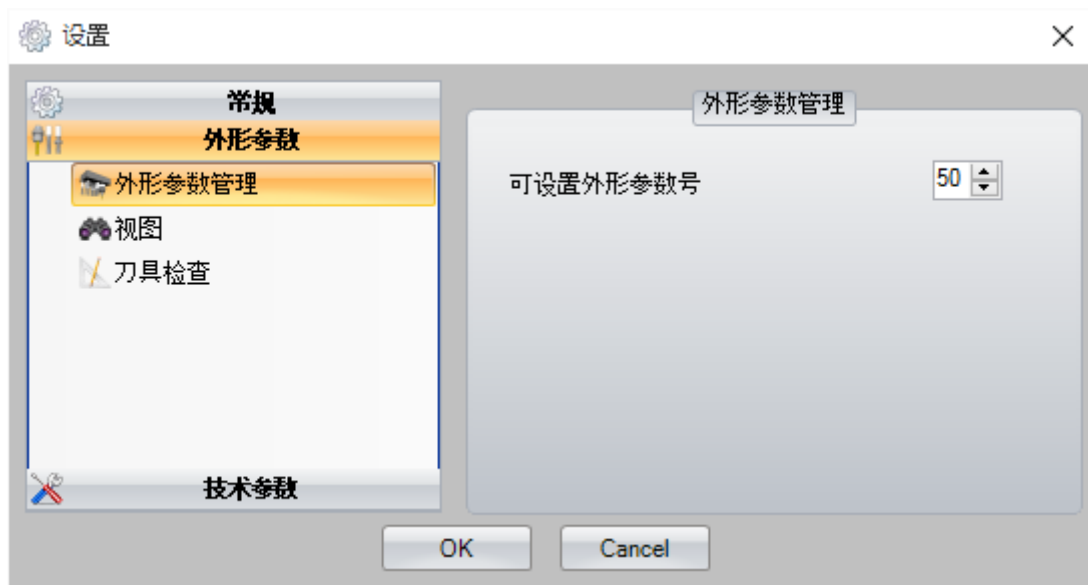 设置
常规
外形参数
外形参数管理
视图
刀具检查
技术参数
外形参数管理
可设置外形参数号 50
OK Cancel